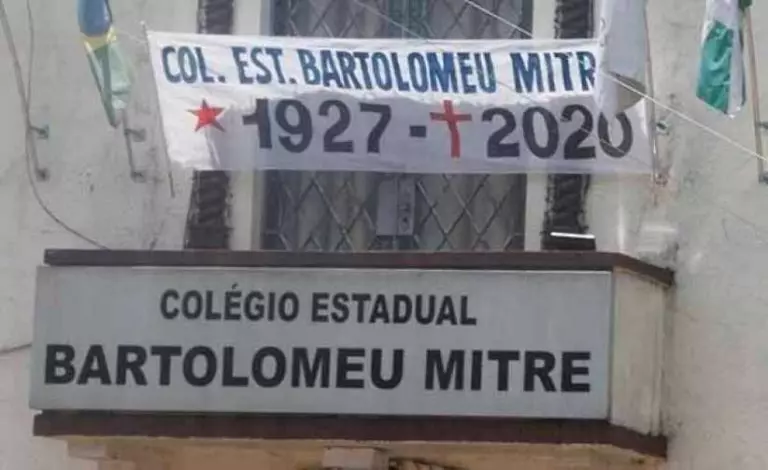 COL. EST. BARTOLOMEU MITR
★ 1927 - ✝ 2020
COLÉGIO ESTADUAL
BARTOLOMEU MITRE